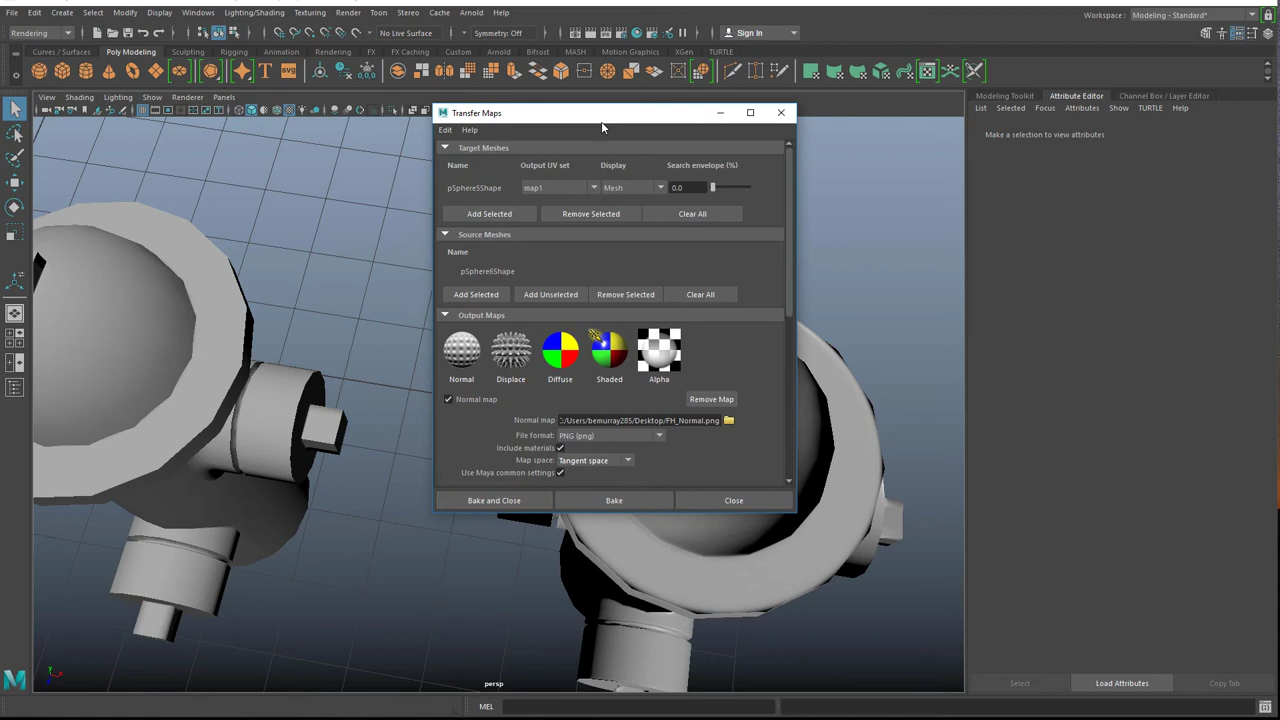 File Edit Create Select Modify Display Windows Lighting/Shading Texturing Render Toon Stereo Cache Arnold Help Workspace : Modeling - Standard*
Rendering No Live Surface Symmetry: Off Sign In
Curves / Surfaces Poly Modeling Sculpting Rigging Animation Rendering FX FX Caching Custom Arnold Bifrost MASH Motion Graphics XGen TURTLE
View Shading Lighting Show Renderer Panels
Modeling Toolkit Attribute Editor Channel Box / Layer Editor
List Selected Focus Attributes Show TURTLE Help
Make a selection to view attributes
Transfer Maps
Edit Help
Target Meshes
Name Output UV set Display Search envelope (%)
pSphere5Shape map1 Mesh 0.0
Add Selected Remove Selected Clear All
Source Meshes
Name
pSphere6Shape
Add Selected Add Unselected Remove Selected Clear All
Output Maps
Normal Displace Diffuse Shaded Alpha
Normal map Remove Map
Normal map :/Users/bemurray285/Desktop/FH_Normal.png
File format: PNG (png)
Include materials
Map space: Tangent space
Use Maya common settings
Bake and Close Bake Close
persp
Select Load Attributes Copy Tab
MEL